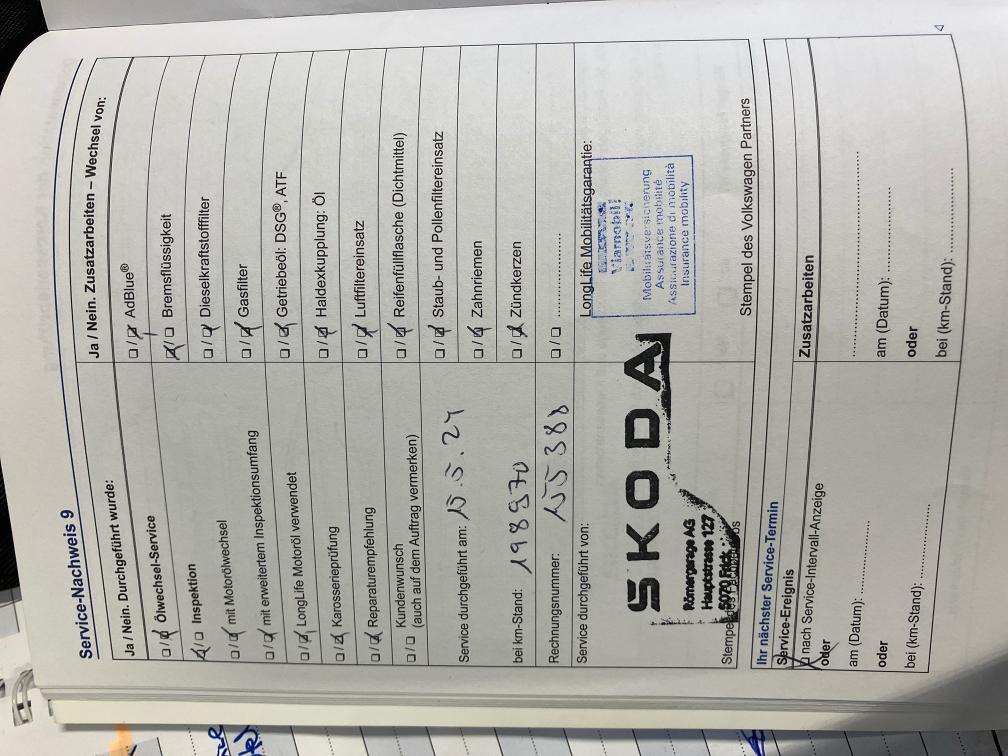 Service-Nachweis 9
Ja / Nein. Durchgeführt wurde:
Ölwechsel-Service
Inspektion
mit Motorölwechsel
mit erweitertem Inspektionsumfang
LongLife Motoröl verwendet
Karosserieprüfung
Reparaturempfehlung
Kundenwunsch
(auch auf dem Auftrag vermerken)
Service durchgeführt am: 15.5.24
bei km-Stand: 198970
Rechnungsnummer:
Service durchgeführt von:
SKODA
Römergarage AG
Hauptstrasse 127
5070 Frick
Ja / Nein. Zusatzarbeiten – Wechsel von:
AdBlue®
Bremsflüssigkeit
Dieselkraftstofffilter
Gasfilter
Getriebeöl: DSG®, ATF
Haldexkupplung: Öl
Luftfiltereinsatz
Reifenfüllflasche (Dichtmittel)
Staub- und Pollenfiltereinsatz
Zahnriemen
Zündkerzen
LongLife Mobilitätsgarantie:
Mobilitätsversicherung
Assurance mobilité
Assicurazione di mobilità
Insurance mobility
Stempel des Volkswagen Partners
Ihr nächster Service-Termin
Service-Ereignis
nach Service-Intervall-Anzeige
oder
am (Datum):
oder
bei (km-Stand):
Zusatzarbeiten
am (Datum):
oder
bei (km-Stand):